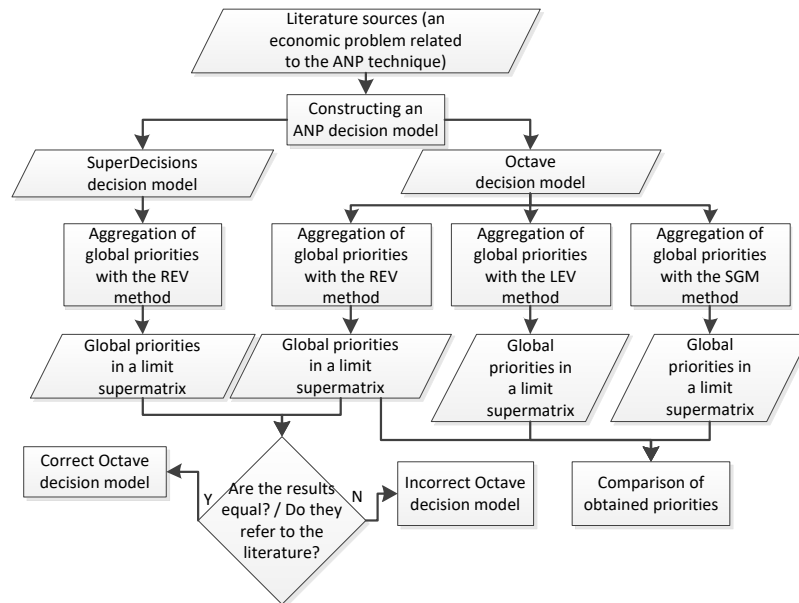 Literature sources (an
economic problem related
to the ANP technique)
Constructing an
ANP decision model
SuperDecisions
decision model
Octave
decision model
Aggregation of
global priorities
with the REV
method
Aggregation of
global priorities
with the REV
method
Aggregation of
global priorities
with the LEV
method
Aggregation of
global priorities
with the SGM
method
Global priorities
in a limit
supermatrix
Global priorities
in a limit
supermatrix
Global
priorities in
a limit
supermatrix
Global
priorities in
a limit
supermatrix
Correct Octave
decision model
Y
Are the results
equal? / Do they
refer to the
literature?
N
Incorrect Octave
decision model
Comparison of
obtained priorities